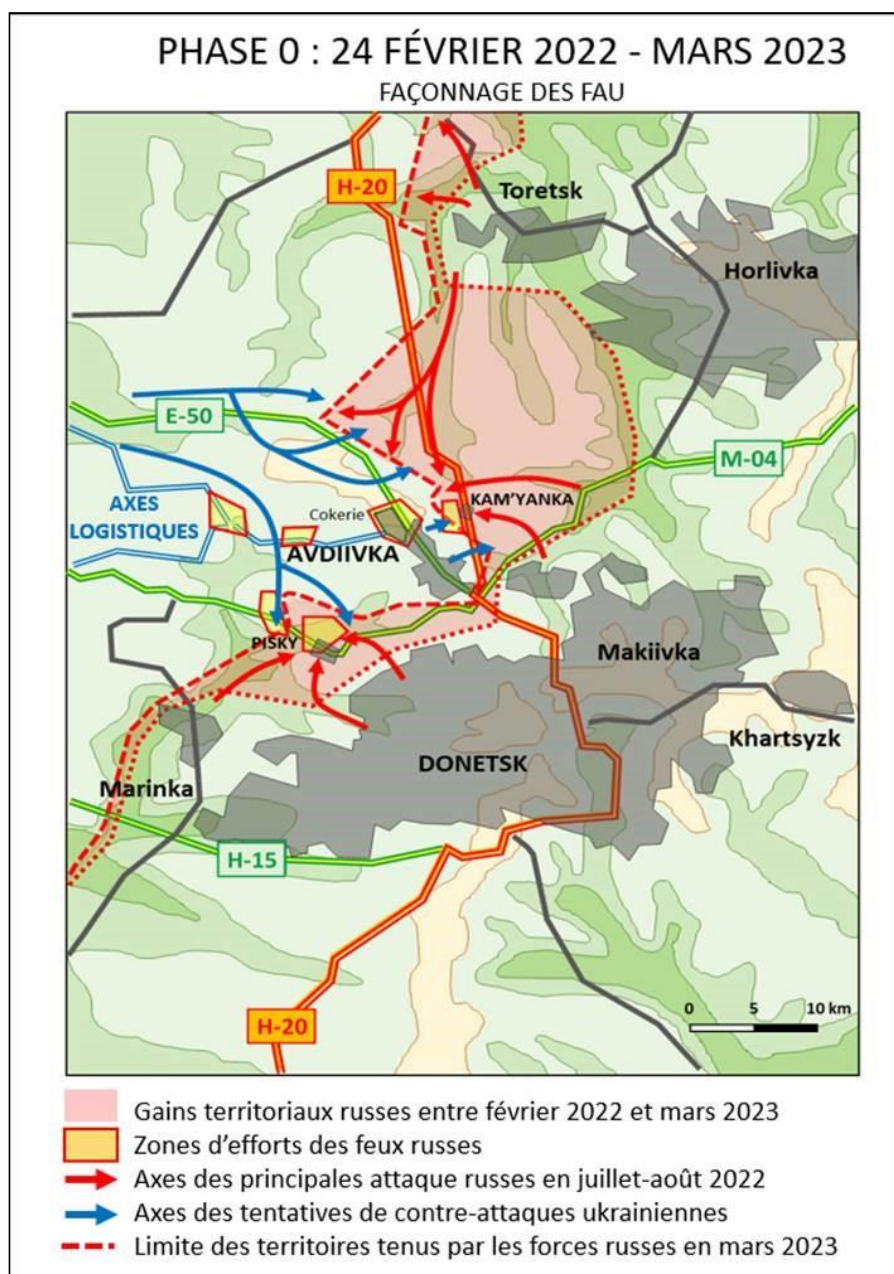 PHASE 0 : 24 FÉVRIER 2022 - MARS 2023
FAÇONNAGE DES FAU
H-20
Toretsk
Horlivka
E-50
M-04
KAM'YANKA
AXES
LOGISTIQUES
Cokerie
AVDIIVKA
PISKY
Makiivka
Khartsyzk
DONETSK
Marinka
H-15
H-20
0 5 10 km
Gains territoriaux russes entre février 2022 et mars 2023
Zones d'efforts des feux russes
Axes des principales attaque russes en juillet-août 2022
Axes des tentatives de contre-attaques ukrainiennes
Limite des territoires tenus par les forces russes en mars 2023